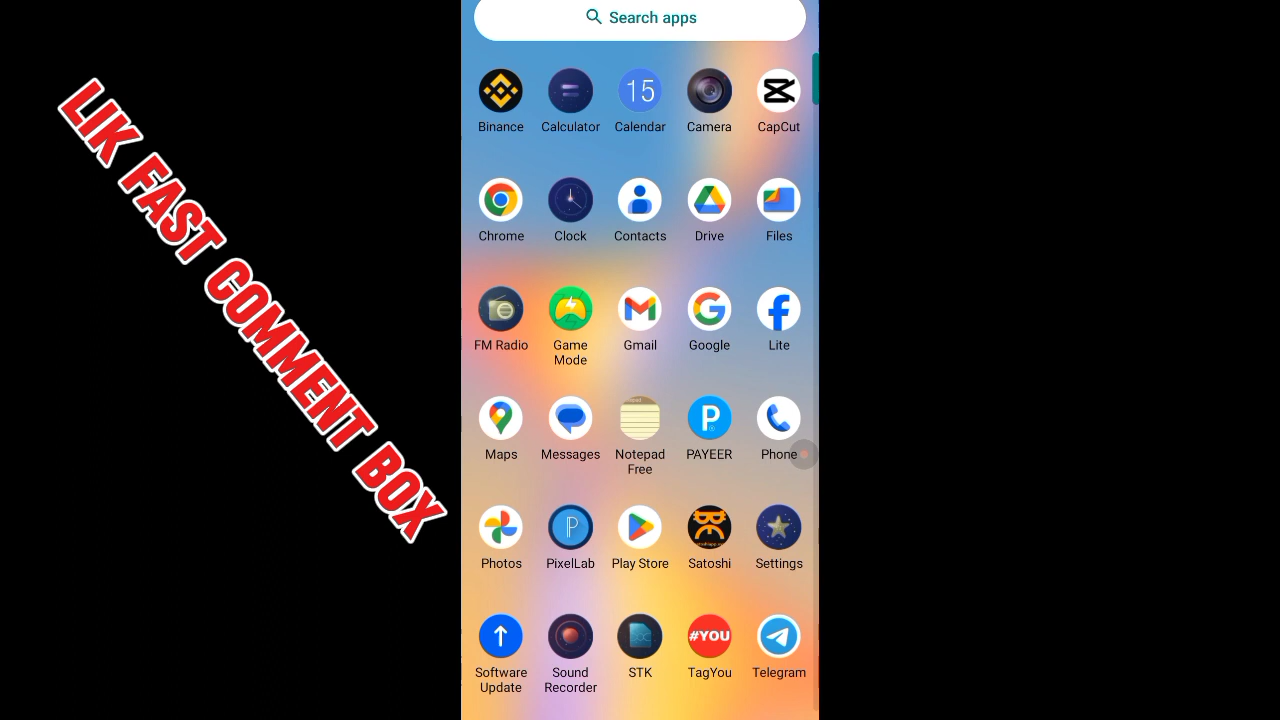 Search apps
15
Binance
Calculator
Calendar
Camera
CapCut
Chrome
Clock
Contacts
Drive
Files
FM Radio
Game
Mode
Gmail
Google
Lite
Maps
Messages
Notepad
Free
P
PAYEER
Phone
Photos
P
PixelLab
Play Store
Satoshi
Settings
Software
Update
Sound
Recorder
STK
#YOU
TagYou
Telegram
LIK FAST COMMENT BOX